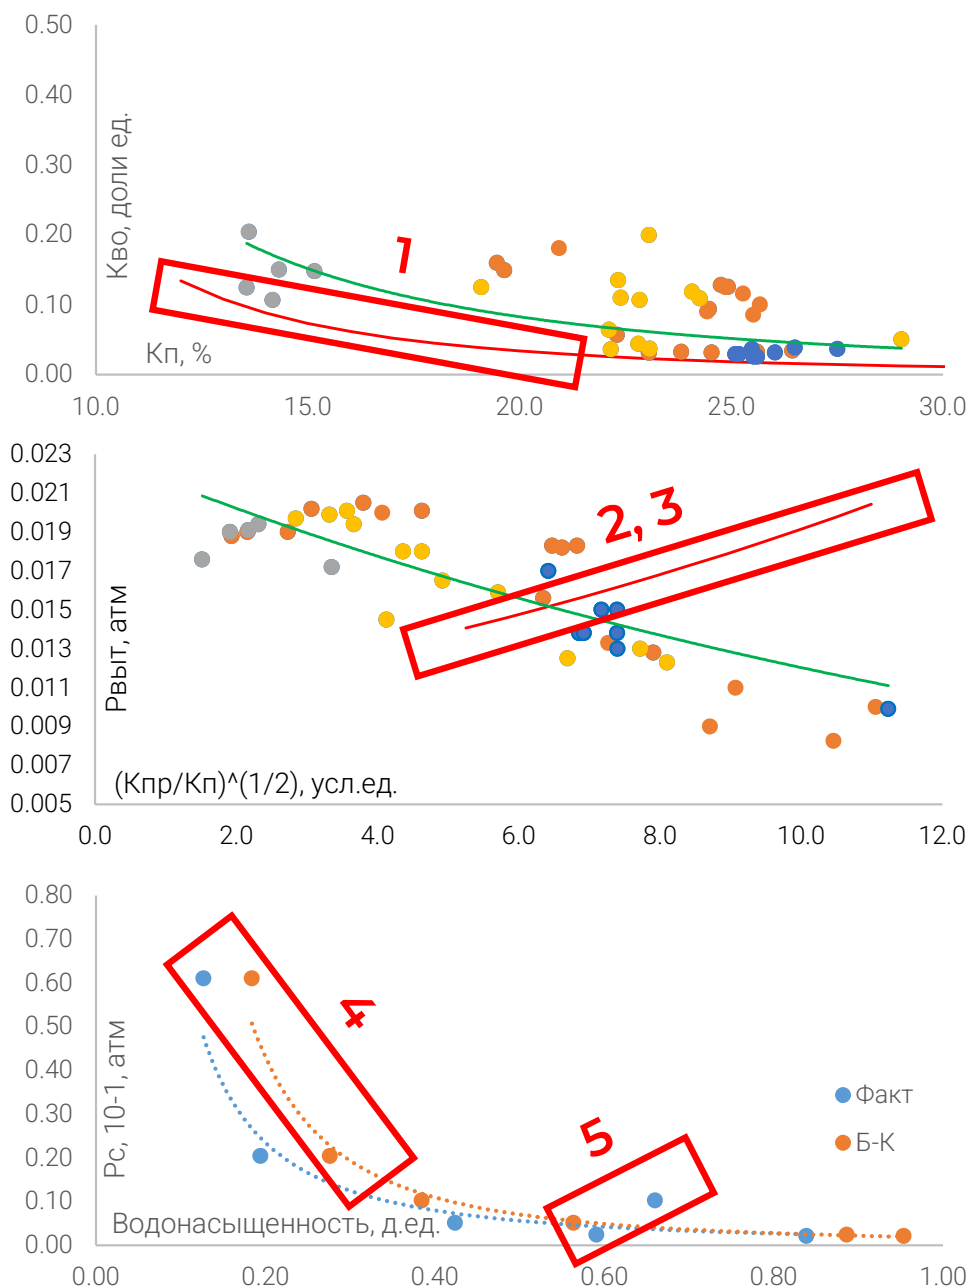 0.50
0.40
0.30
0.20
0.10
0.00
Кво, доли ед.
1
Кп, %
10.0 15.0 20.0 25.0 30.0
0.023
0.021
0.019
0.017
0.015
0.013
0.011
0.009
0.007
0.005
Рвыт, атм
2, 3
(Кпр/Кп)^(1/2), усл.ед.
0.0 2.0 4.0 6.0 8.0 10.0 12.0
0.80
0.70
0.60
0.50
0.40
0.30
0.20
0.10
0.00
Рс, 10-1, атм
4
5
Факт
Б-К
Водонасыщенность, д.ед.
0.00 0.20 0.40 0.60 0.80 1.00